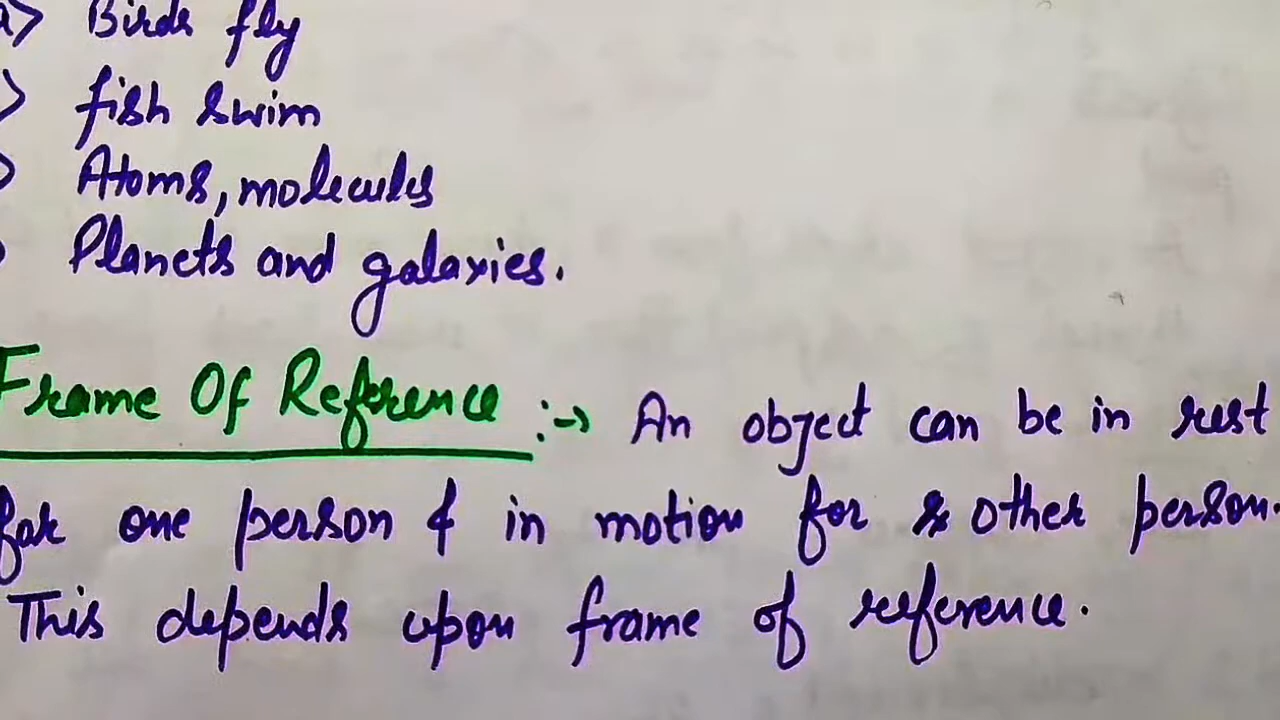 a> Birds fly
> fish swim
> Atoms, molecules
> Planets and galaxies.
Frame Of Reference :-> An object can be in rest
for one person & in motion for other person.
This depends upon frame of reference.